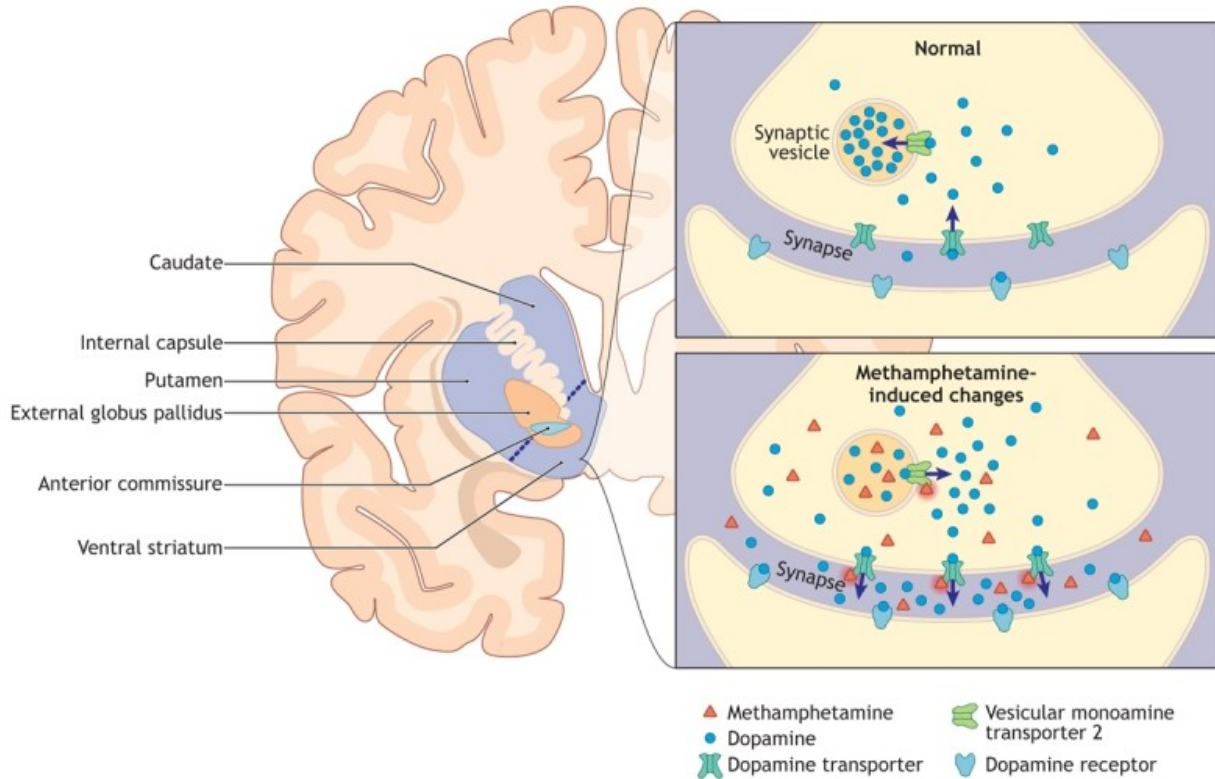 Normal
Synaptic
vesicle
Synapse
Caudate
Internal capsule
Putamen
External globus pallidus
Anterior commissure
Ventral striatum
Methamphetamine-
induced changes
Synapse
Methamphetamine
Dopamine
Dopamine transporter
Vesicular monoamine
transporter 2
Dopamine receptor